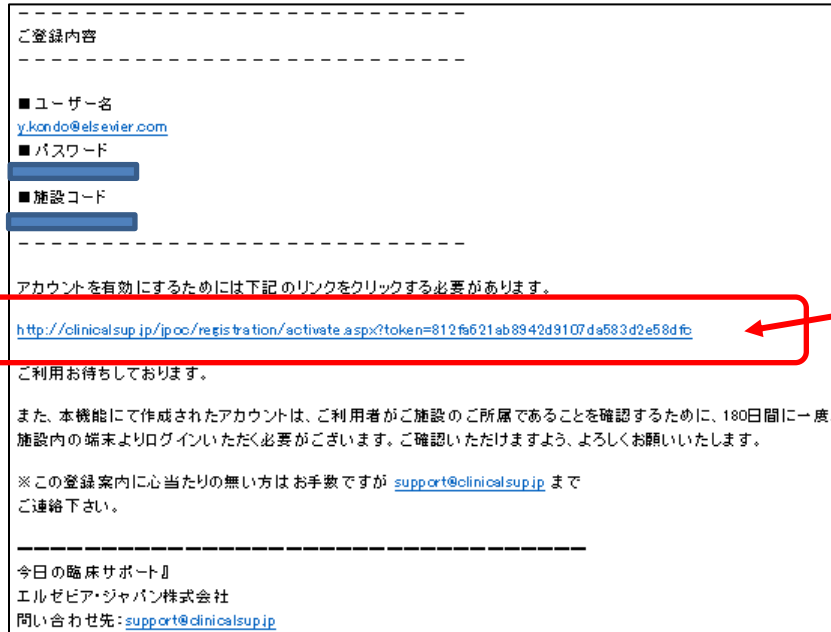 －－－－－－－－－－－－－－－－－－－－－－－－－－－
ご登録内容
－－－－－－－－－－－－－－－－－－－－－－－－－－－
■ユーザー名
y.kondo@elsevier.com
■パスワード
■施設コード
－－－－－－－－－－－－－－－－－－－－－－－－－－－
アカウントを有効にするためには下記のリンクをクリックする必要があります。
http://clinicalsup.jp/jpoc/registration/activate.aspx?token=812fa621ab8942d9107da583d2e58dfc
ご利用お待ちしております。
また、本機能にて作成されたアカウントは、ご利用者がご施設のご所属であることを確認するために、180日間に一度
施設内の端末よりログインいただく必要がございます。ご確認いただけますよう、よろしくお願いいたします。
※この登録案内に心当たりの無い方はお手数ですが support@clinicalsup.jp まで
ご連絡下さい。
━━━━━━━━━━━━━━━━━━━━━━━━━━━━━━━━━━
今日の臨床サポート』
エルゼビア・ジャパン株式会社
問い合わせ先：support@clinicalsup.jp